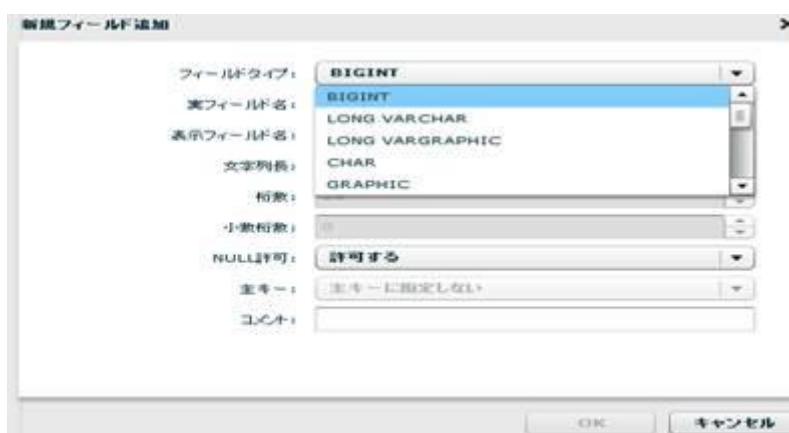 新規フィールド追加
フィールドタイプ: BIGINT
BIGINT
実フィールド名:
LONG VARCHAR
表示フィールド名:
LONG VARGRAPHIC
文字列長:
CHAR
GRAPHIC
桁数:
小数桁数: 0
NULL許可: 許可する
主キー: 主キーに指定しない
コメント:
OK キャンセル